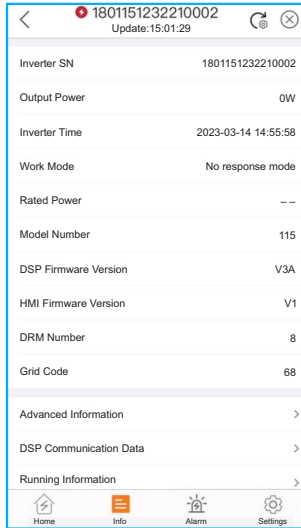 1801151232210002
Update:15:01:29
Inverter SN 1801151232210002
Output Power 0W
Inverter Time 2023-03-14 14:55:58
Work Mode No response mode
Rated Power --
Model Number 115
DSP Firmware Version V3A
HMI Firmware Version V1
DRM Number 8
Grid Code 68
Advanced Information
DSP Communication Data
Running Information
Home Info Alarm Settings